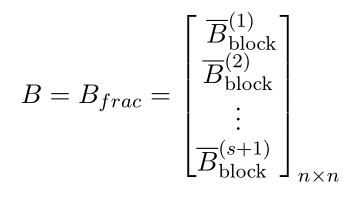 $B = B_{frac} = \begin{bmatrix} \overline{B}_{\text{block}}^{(1)} \\ \overline{B}_{\text{block}}^{(2)} \\ \vdots \\ \overline{B}_{\text{block}}^{(s+1)} \end{bmatrix}_{n \times n}$